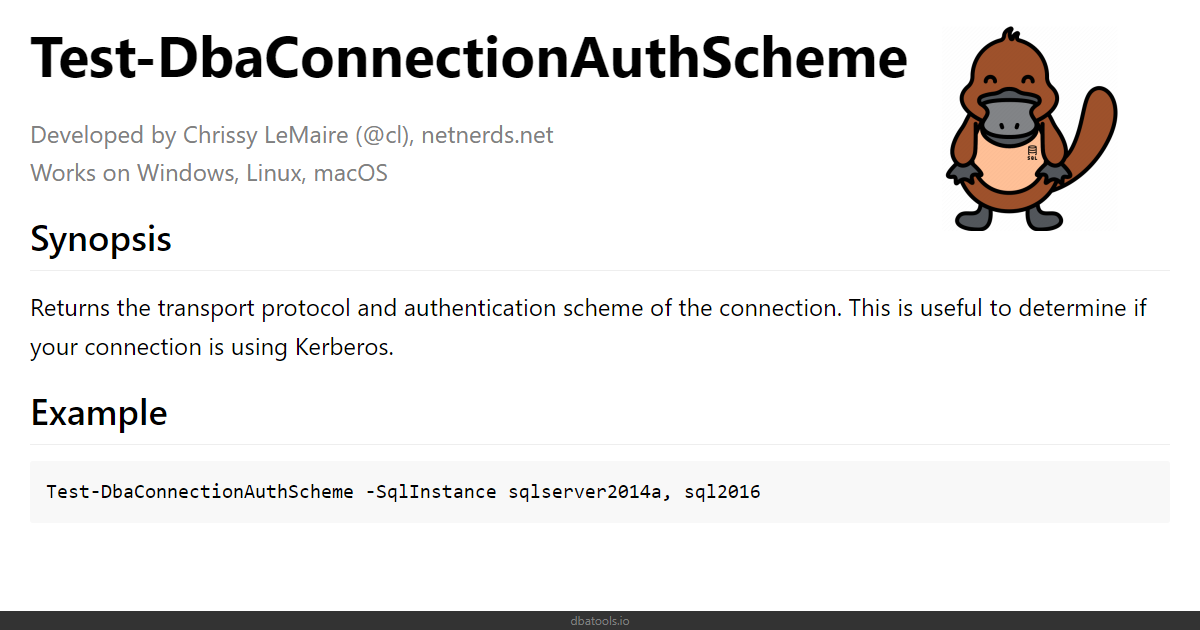 Test-DbaConnectionAuthScheme
Developed by Chrissy LeMaire (@cl), netnerds.net
Works on Windows, Linux, macOS
SQL
Synopsis
Returns the transport protocol and authentication scheme of the connection. This is useful to determine if
your connection is using Kerberos.
Example
Test-DbaConnectionAuthScheme -SqlInstance sqlserver2014a, sql2016
dbatools.io